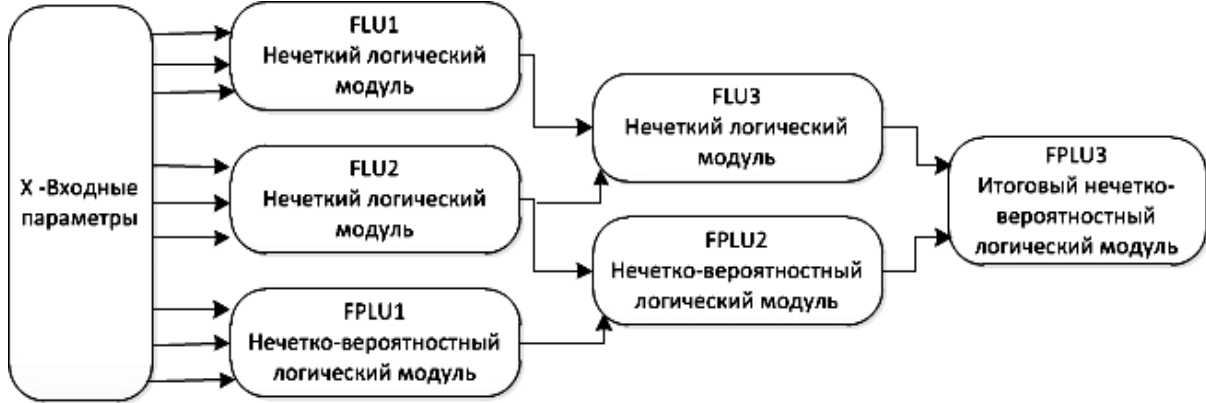 X -Входные
параметры
FLU1
Нечеткий логический
модуль
FLU2
Нечеткий логический
модуль
FPLU1
Нечетко-вероятностный
логический модуль
FLU3
Нечеткий логический
модуль
FPLU2
Нечетко-вероятностный
логический модуль
FPLU3
Итоговый нечетко-
вероятностный
логический модуль